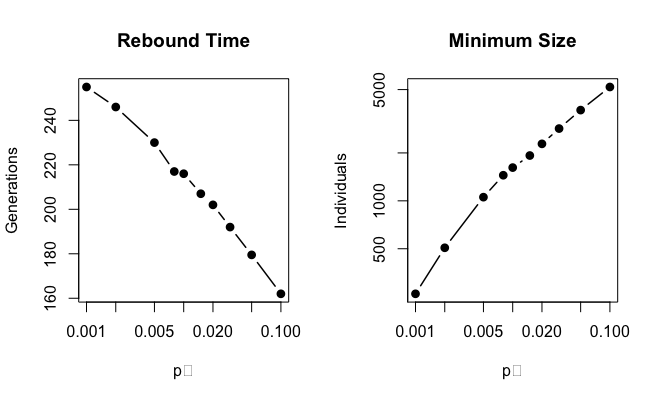 Rebound Time
Generations
160 180 200 220 240
0.001 0.005 0.020 0.100
p
Minimum Size
Individuals
500 1000 5000
0.001 0.005 0.020 0.100
p